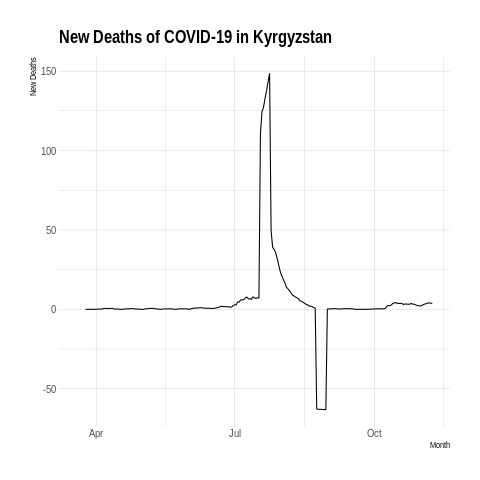 New Deaths of COVID-19 in Kyrgyzstan
New Deaths
150
100
50
0
-50
Apr
Jul
Oct
Month